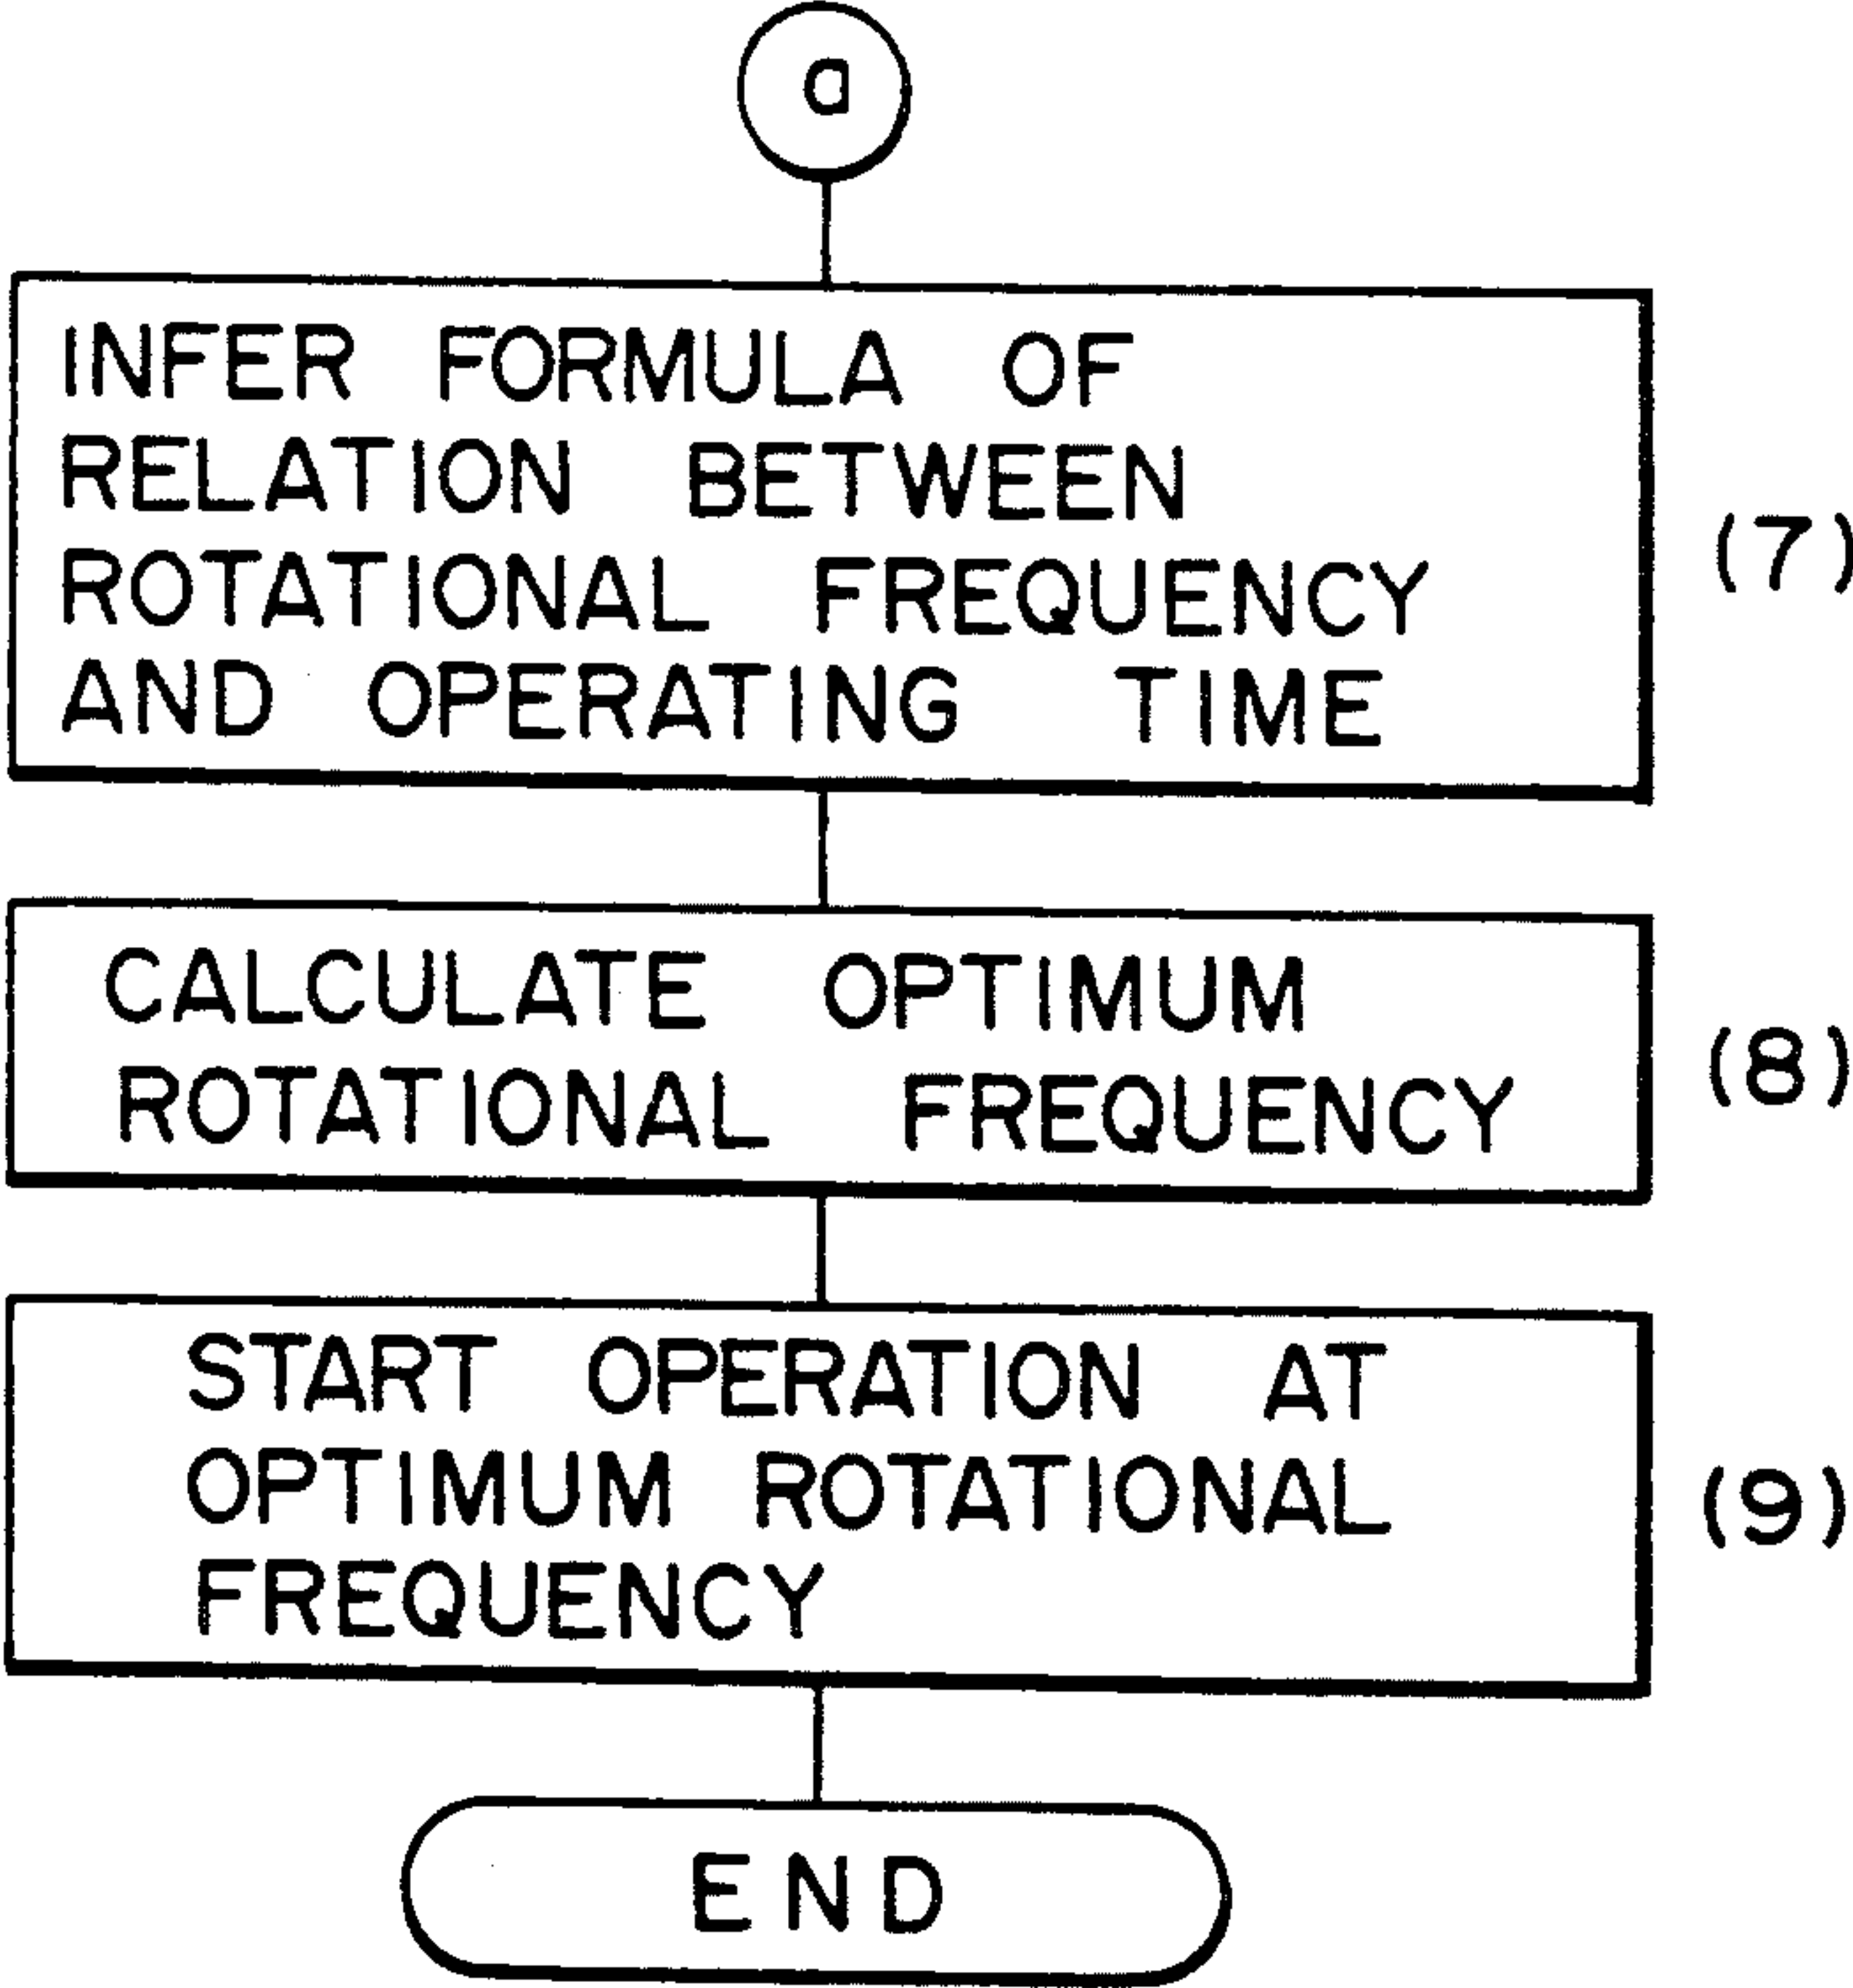 a
INFER FORMULA OF
RELATION BETWEEN
ROTATIONAL FREQUENCY
AND OPERATING TIME
(7)
CALCULATE OPTIMUM
ROTATIONAL FREQUENCY
(8)
START OPERATION AT
OPTIMUM ROTATIONAL
FREQUENCY
(9)
END